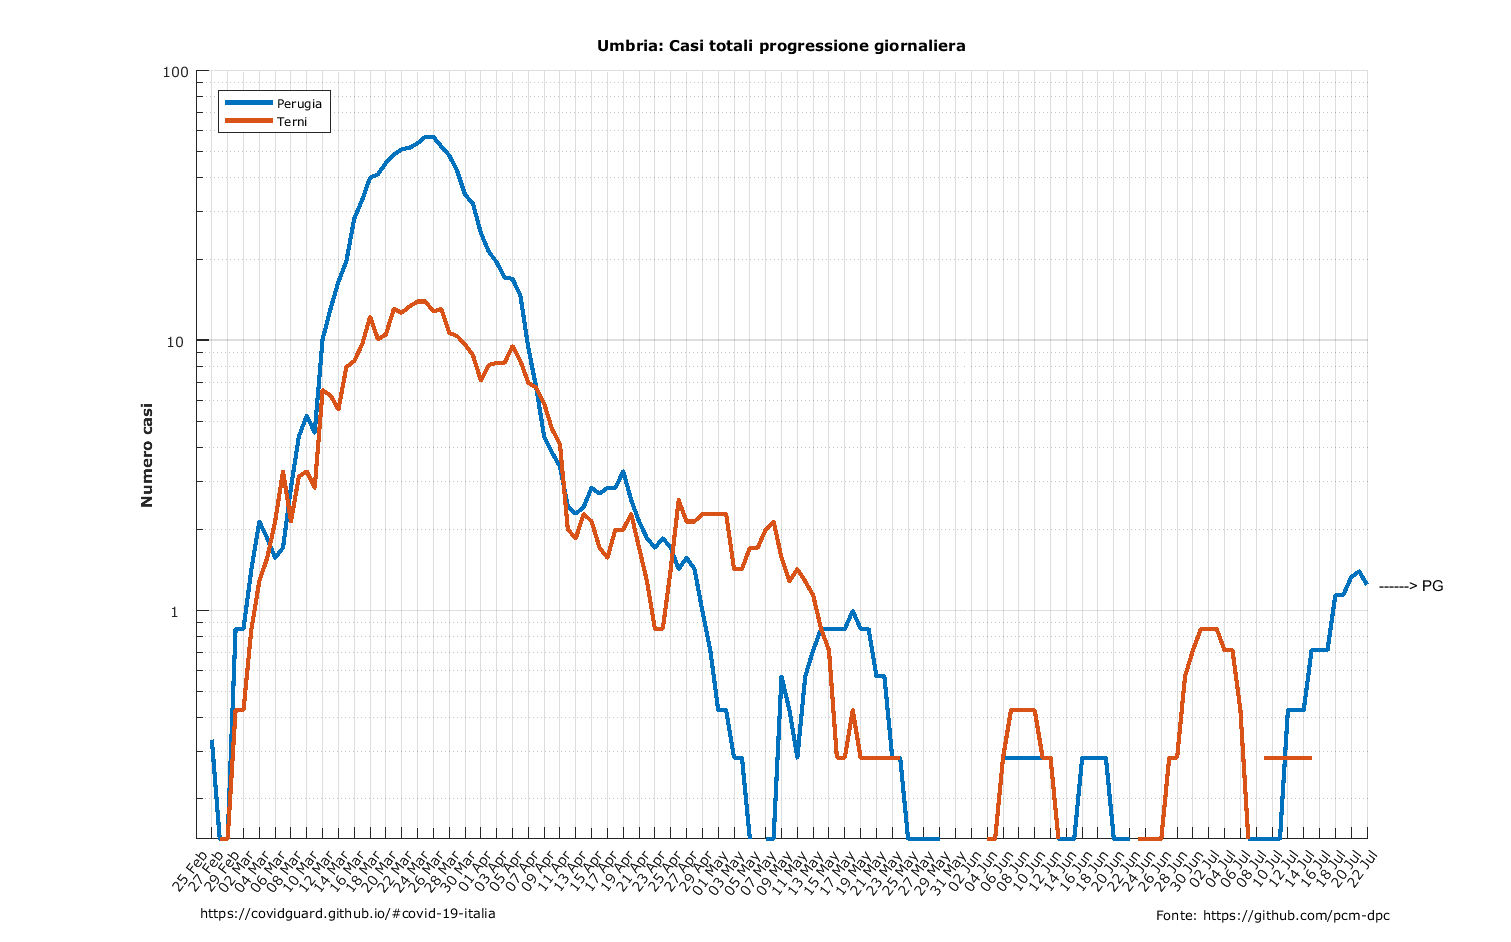 Umbria: Casi totali progressione giornaliera
100
10
1
Numero casi
Perugia
Terni
------> PG
25 Feb
27 Feb
29 Feb
02 Mar
04 Mar
06 Mar
08 Mar
10 Mar
12 Mar
14 Mar
16 Mar
18 Mar
20 Mar
22 Mar
24 Mar
26 Mar
28 Mar
30 Mar
01 Apr
03 Apr
05 Apr
07 Apr
09 Apr
11 Apr
13 Apr
15 Apr
17 Apr
19 Apr
21 Apr
23 Apr
25 Apr
27 Apr
29 Apr
01 May
03 May
05 May
07 May
09 May
11 May
13 May
15 May
17 May
19 May
21 May
23 May
25 May
27 May
29 May
31 May
02 Jun
04 Jun
06 Jun
08 Jun
10 Jun
12 Jun
14 Jun
16 Jun
18 Jun
20 Jun
22 Jun
24 Jun
26 Jun
28 Jun
30 Jun
02 Jul
04 Jul
06 Jul
08 Jul
10 Jul
12 Jul
14 Jul
16 Jul
18 Jul
20 Jul
22 Jul
https://covidguard.github.io/#covid-19-italia
Fonte: https://github.com/pcm-dpc